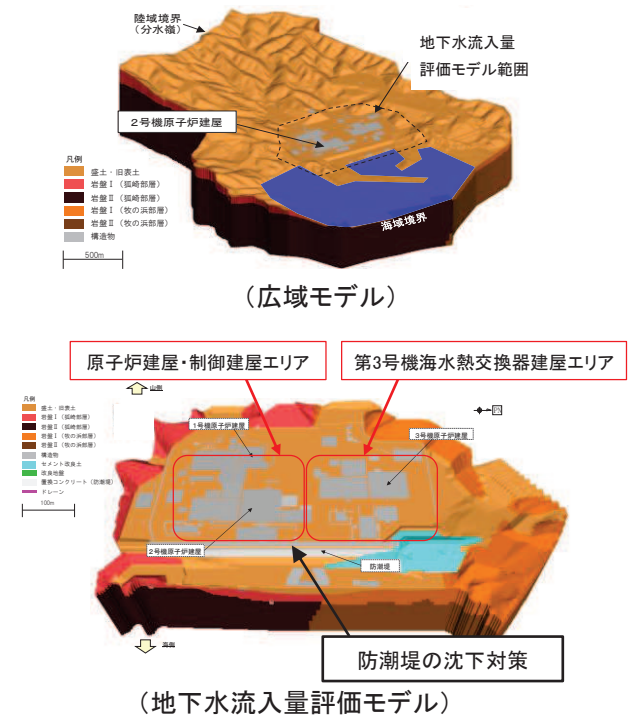 陸域境界
(分水嶺)
地下水流入量
評価モデル範囲
2号機原子炉建屋
凡例
盛土・旧表土
岩盤Ⅰ(狐崎部層)
岩盤Ⅱ(狐崎部層)
岩盤Ⅰ(牧の浜部層)
岩盤Ⅱ(牧の浜部層)
構造物
500m
海域境界
(広域モデル)
原子炉建屋・制御建屋エリア
第3号機海水熱交換器建屋エリア
山側
凡例
盛土・旧表土
岩盤Ⅰ(狐崎部層)
岩盤Ⅱ(狐崎部層)
岩盤Ⅰ(牧の浜部層)
岩盤Ⅱ(牧の浜部層)
構造物
セメント改良土
改良地盤
置換コンクリート(防潮堤)
ドレーン
100m
1号機原子炉建屋
3号機原子炉建屋
2号機原子炉建屋
防潮堤
海側
防潮堤の沈下対策
(地下水流入量評価モデル)